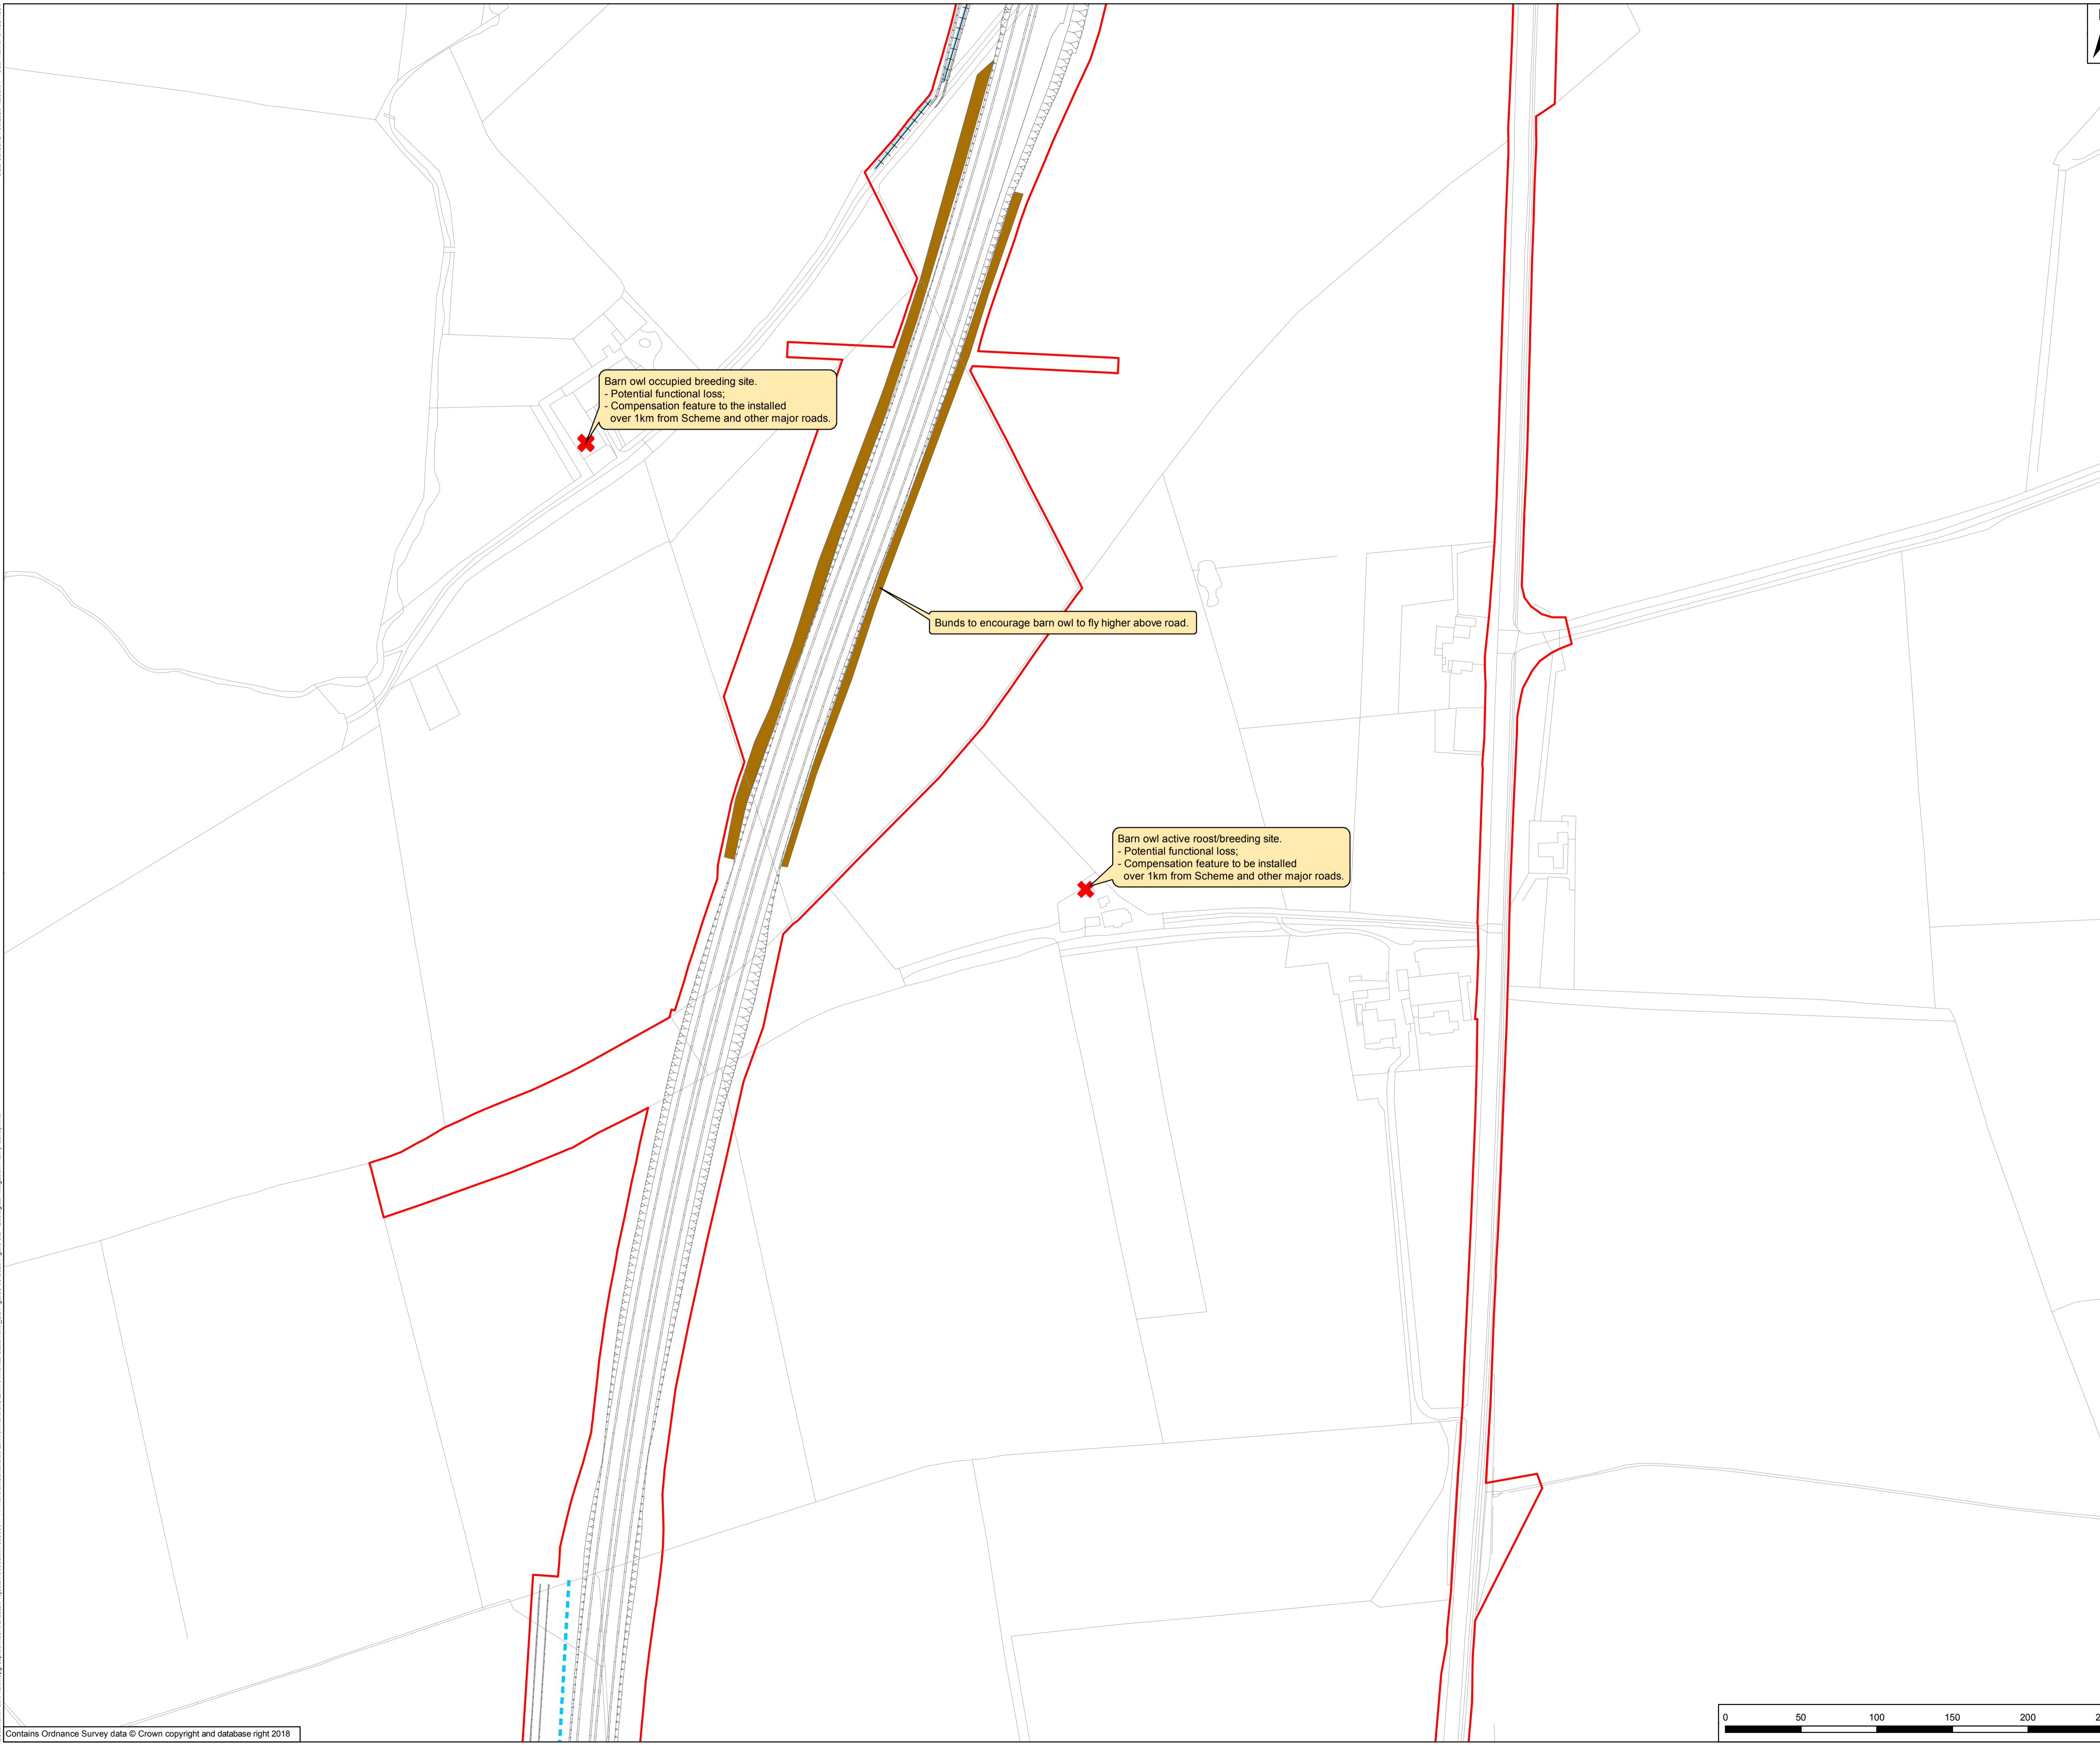 Barn owl occupied breeding site.
- Potential functional loss;
- Compensation feature to the installed
over 1km from Scheme and other major roads.
Bunds to encourage barn owl to fly higher above road.
Barn owl active roost/breeding site.
- Potential functional loss;
- Compensation feature to be installed
over 1km from Scheme and other major roads.
0 50 100 150 200
Contains Ordnance Survey data © Crown copyright and database right 2018